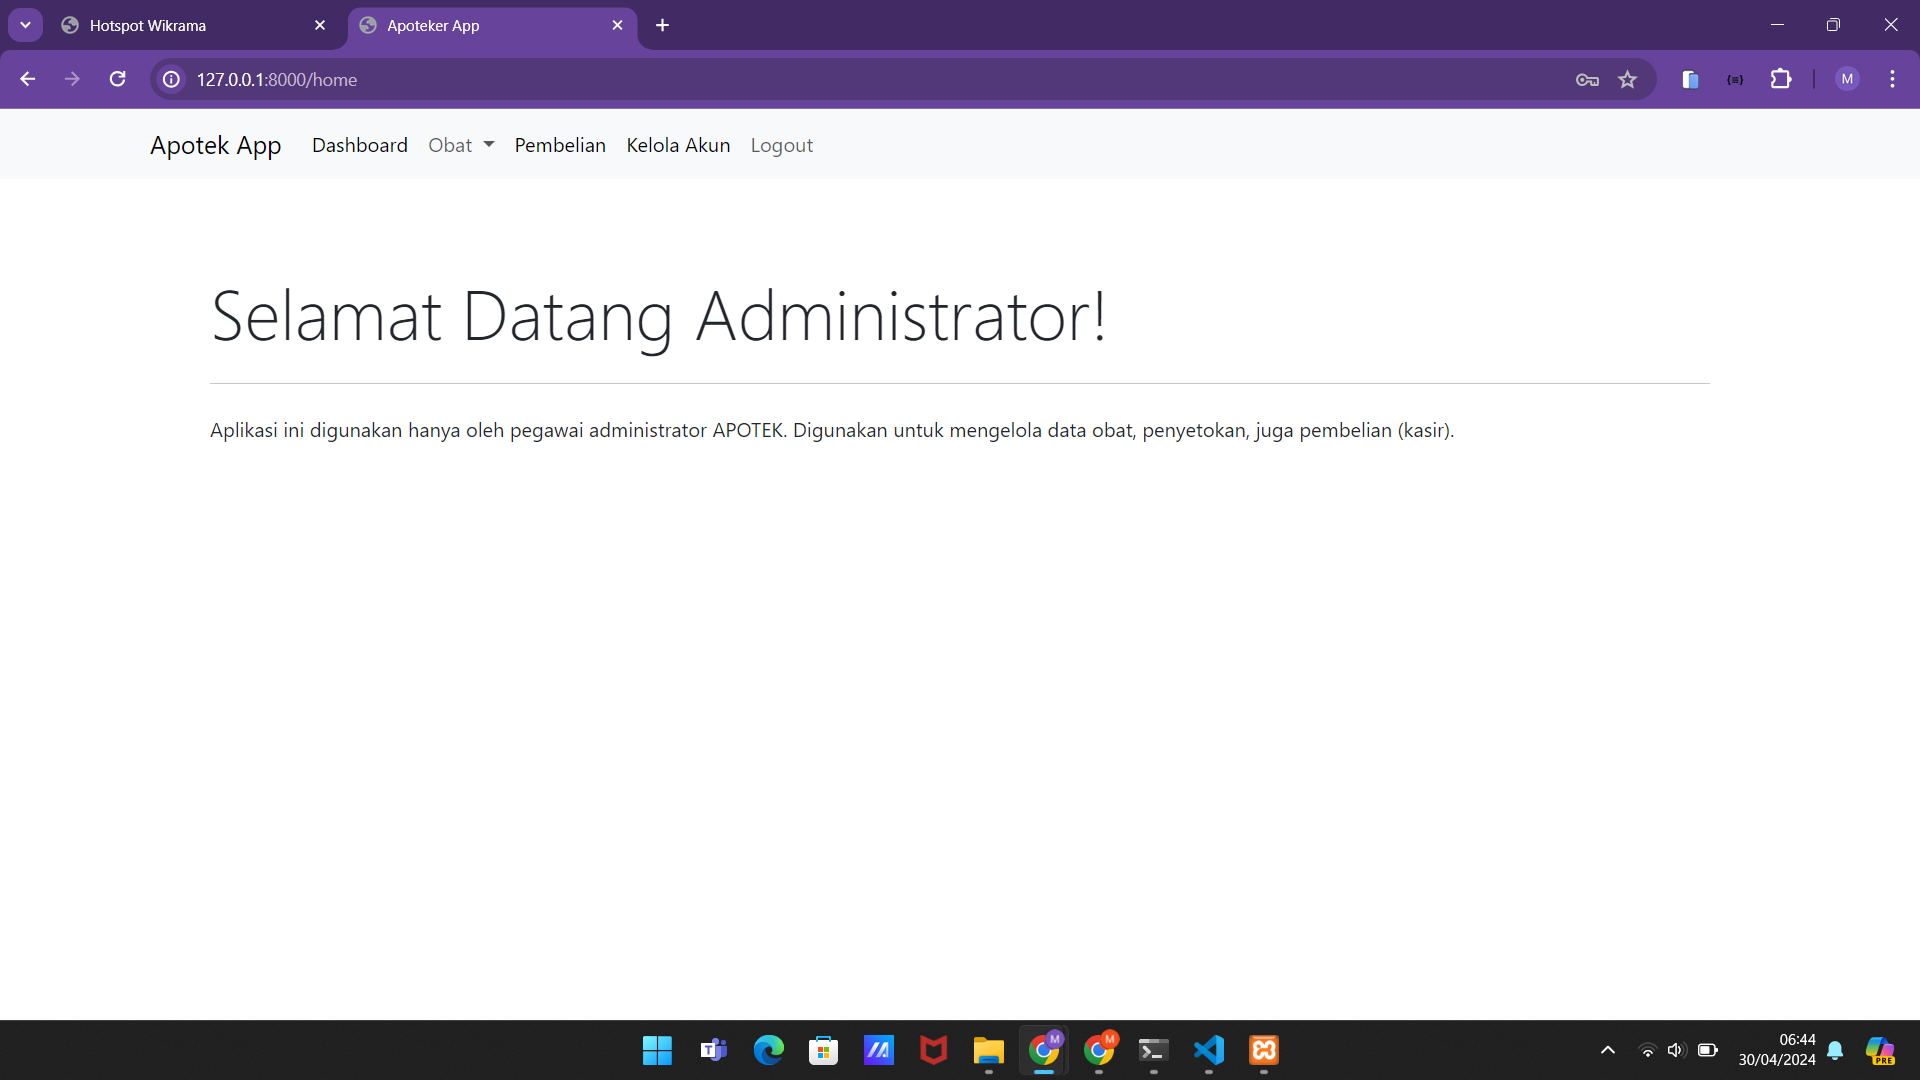 Hotspot Wikrama
Apoteker App
127.0.0.1:8000/home
M
Apotek App
Dashboard
Obat
Pembelian
Kelola Akun
Logout
Selamat Datang Administrator!
Aplikasi ini digunakan hanya oleh pegawai administrator APOTEK. Digunakan untuk mengelola data obat, penyetokan, juga pembelian (kasir).
T
M
M
06:44
30/04/2024
PRE